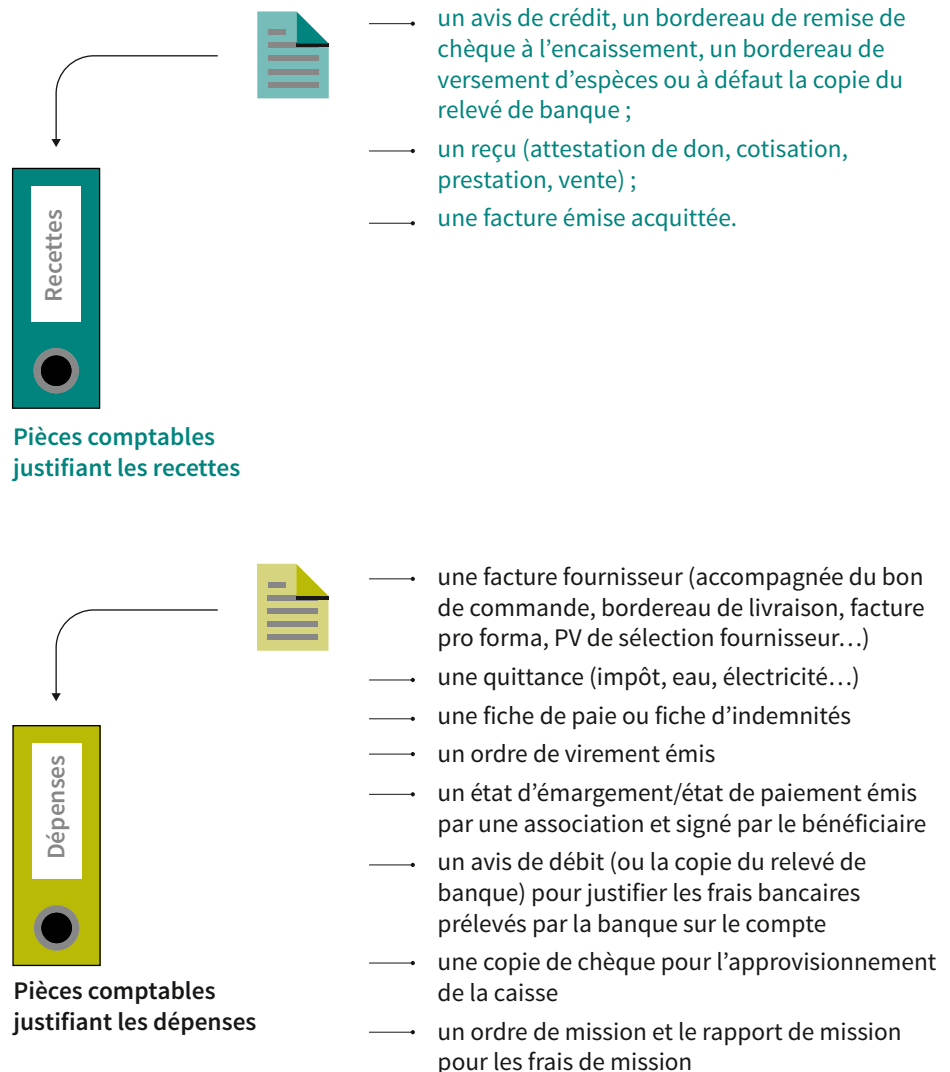 un avis de crédit, un bordereau de remise de
chèque à l’encaissement, un bordereau de
versement d’espèces ou à défaut la copie du
relevé de banque ;
un reçu (attestation de don, cotisation,
prestation, vente) ;
une facture émise acquittée.
Recettes
Pièces comptables
justifiant les recettes
une facture fournisseur (accompagnée du bon
de commande, bordereau de livraison, facture
pro forma, PV de sélection fournisseur…)
une quittance (impôt, eau, électricité…)
une fiche de paie ou fiche d’indemnités
un ordre de virement émis
un état d’émargement/état de paiement émis
par une association et signé par le bénéficiaire
un avis de débit (ou la copie du relevé de
banque) pour justifier les frais bancaires
prélevés par la banque sur le compte
une copie de chèque pour l’approvisionnement
de la caisse
un ordre de mission et le rapport de mission
pour les frais de mission
Dépenses
Pièces comptables
justifiant les dépenses